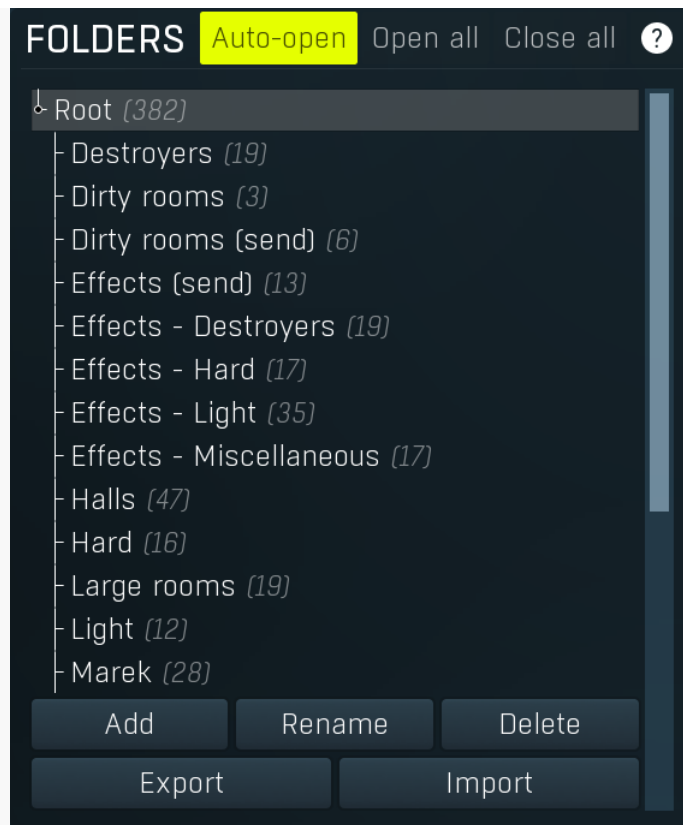 FOLDERS Auto-open Open all Close all ?
Root (382)
Destroyers (19)
Dirty rooms (3)
Dirty rooms (send) (6)
Effects (send) (13)
Effects - Destroyers (19)
Effects - Hard (17)
Effects - Light (35)
Effects - Miscellaneous (17)
Halls (47)
Hard (16)
Large rooms (19)
Light (12)
Marek (28)
Add Rename Delete
Export Import